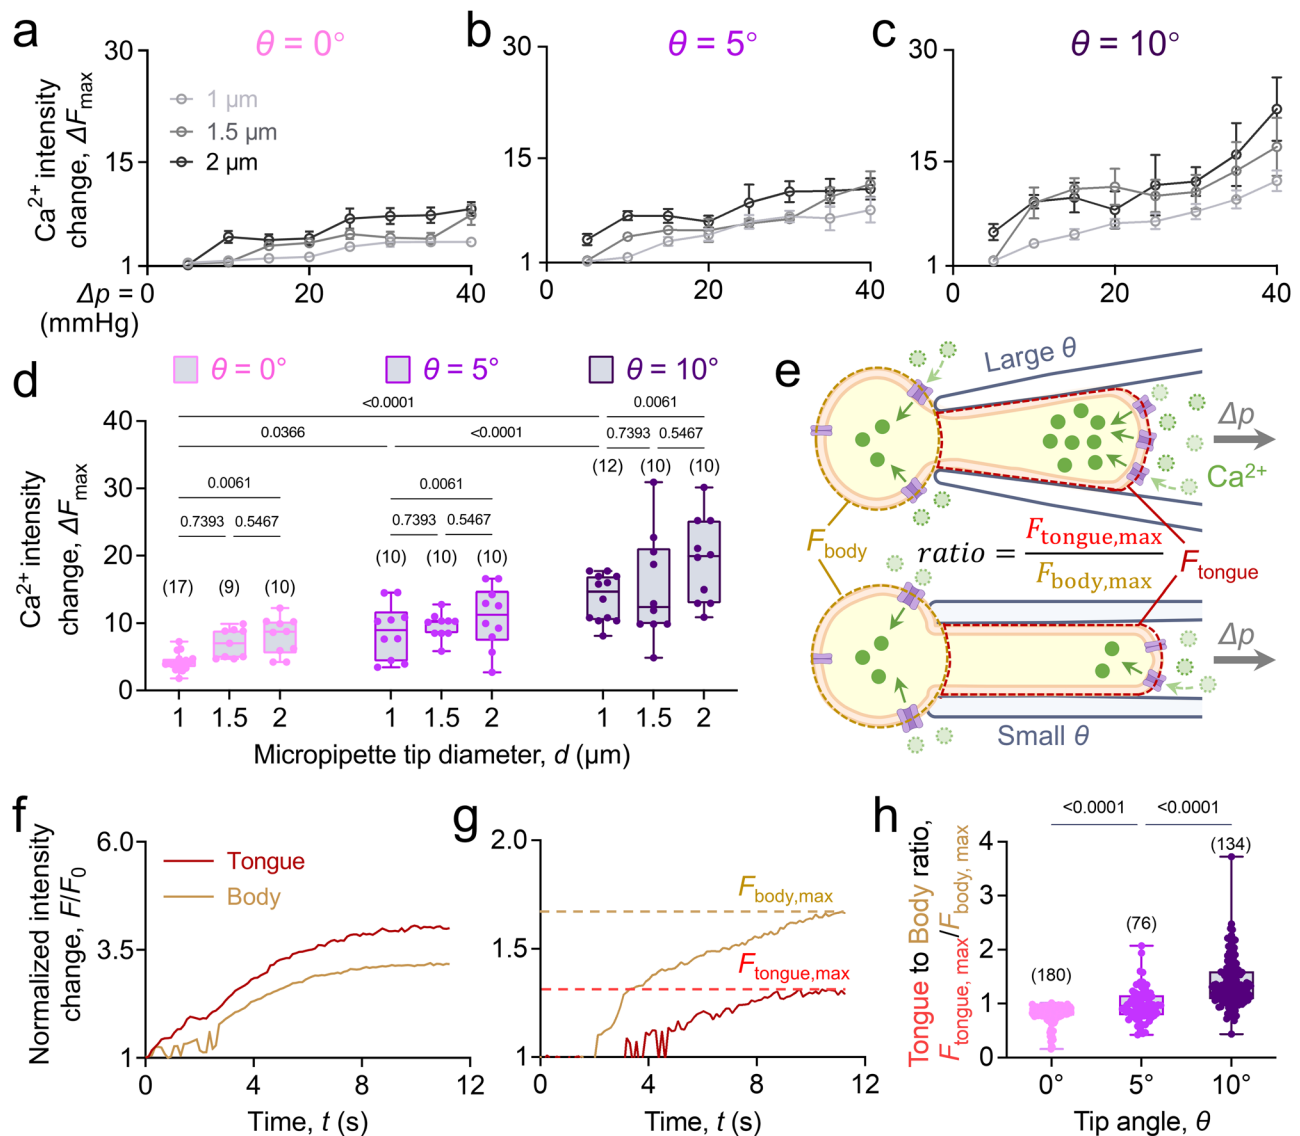 a
θ = 0°
30
15
1
Ca²⁺ intensity
change, ΔFmax
1 µm
1.5 µm
2 µm
Δp = 0
20
40
(mmHg)
b
θ = 5°
30
15
1
0
20
40
c
θ = 10°
30
15
1
0
20
40
d
θ = 0°
θ = 5°
θ = 10°
40
30
20
10
0
Ca²⁺ intensity
change, ΔFmax
<0.0001
0.0061
0.0366
<0.0001
0.7393
0.5467
0.0061
0.0061
0.7393
0.5467
0.7393
0.5467
(12)
(10)
(10)
(10)
(10)
(10)
(17)
(9)
(10)
1
1.5
2
1
1.5
2
1
1.5
2
Micropipette tip diameter, d (µm)
e
Large θ
Δp
Ca²⁺
Fbody
ratio = Ftongue,max
Fbody,max
Ftongue
Δp
Small θ
f
6.0
3.5
1
Normalized intensity
change, F/F0
Tongue
Body
0
4
8
12
Time, t (s)
g
2.0
1.5
1
Fbody,max
Ftongue,max
0
4
8
12
Time, t (s)
h
<0.0001
<0.0001
Tongue to Body ratio,
Ftongue, max/Fbody, max
4
3
2
1
0
(180)
(76)
(134)
0°
5°
10°
Tip angle, θ